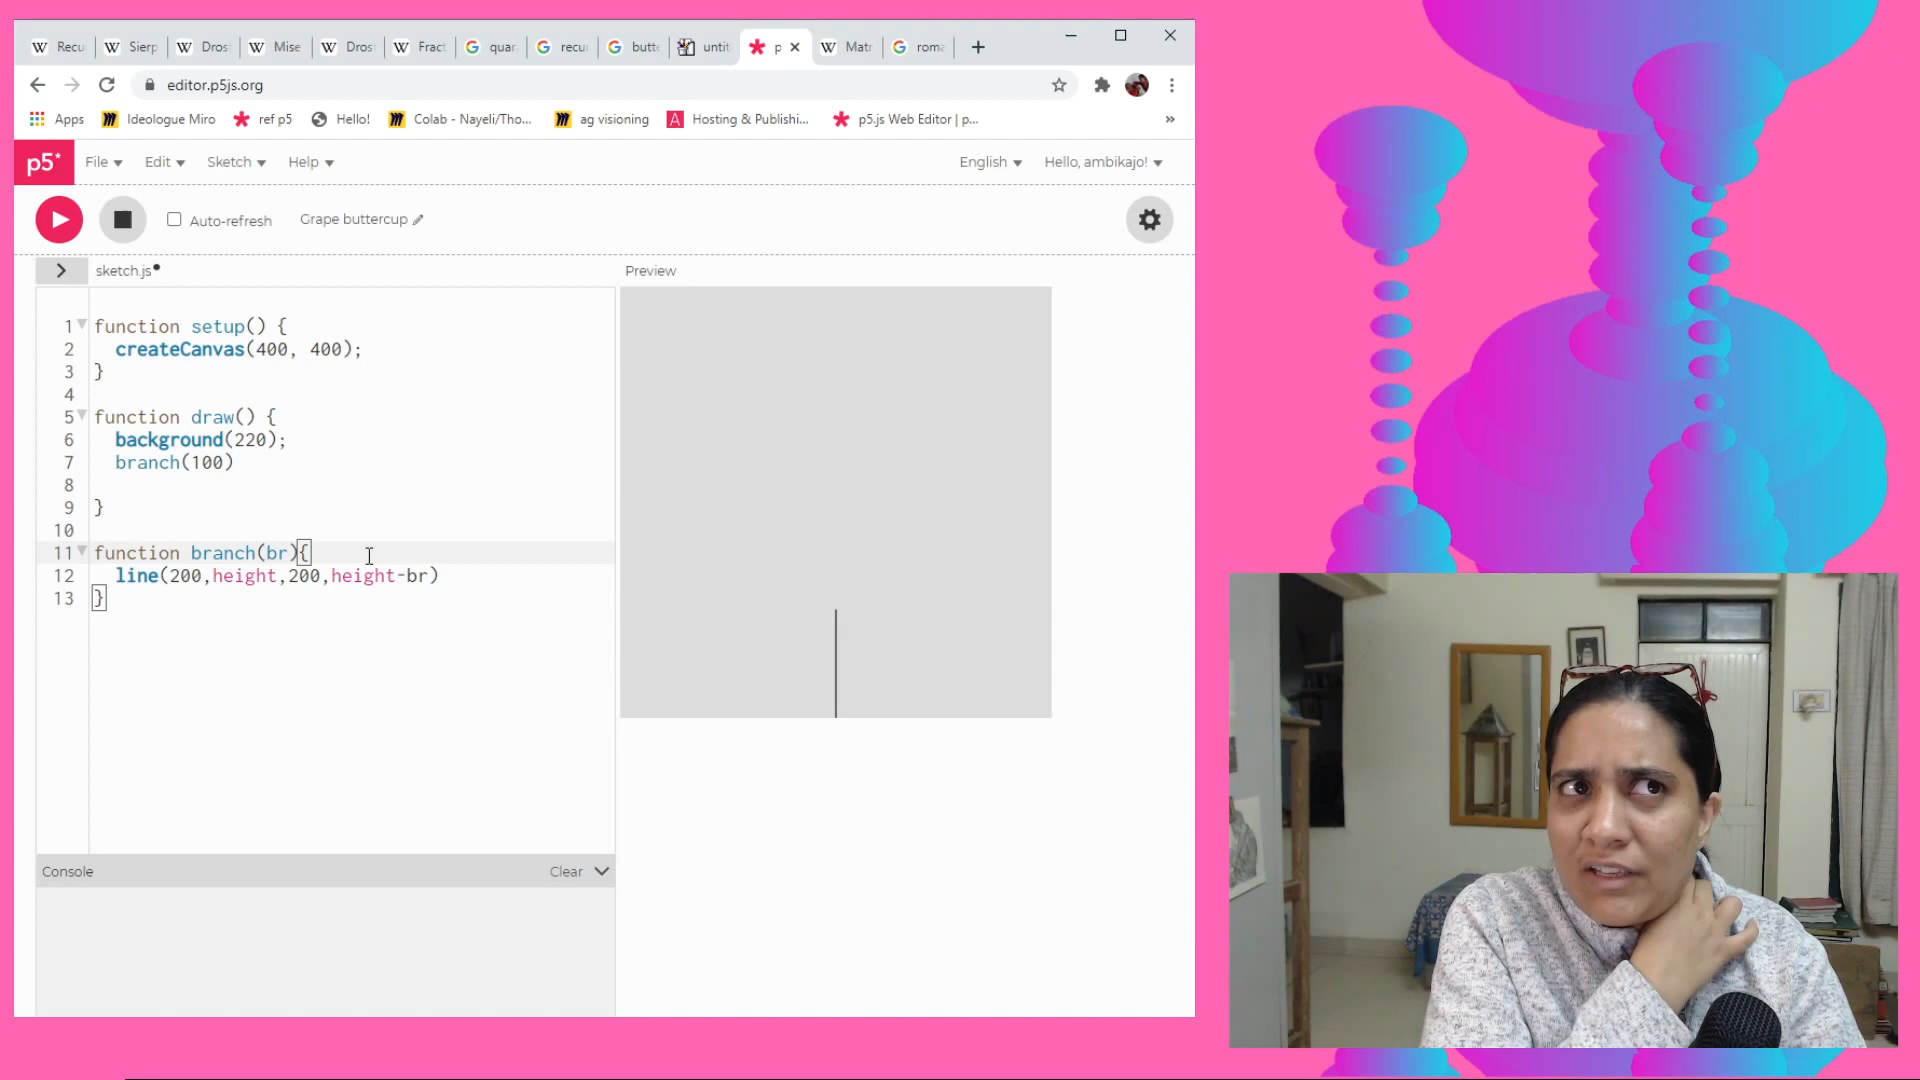 Recu
Sierp
Dros
Mise
Dros
Fract
quar
recu
butte
untit
p
Matr
roma
editor.p5js.org
Apps
Ideologue Miro
ref p5
Hello!
Colab - Nayeli/Tho...
ag visioning
Hosting & Publishi...
p5.js Web Editor | p...
»
p5*
File
Edit
Sketch
Help
English
Hello, ambikajo!
Auto-refresh
Grape buttercup
sketch.js
Preview
1 function setup() {
2 createCanvas(400, 400);
3 }
4
5 function draw() {
6 background(220);
7 branch(100)
8
9 }
10
11 function branch(br){
12 line(200,height,200,height-br)
13 }
Console
Clear